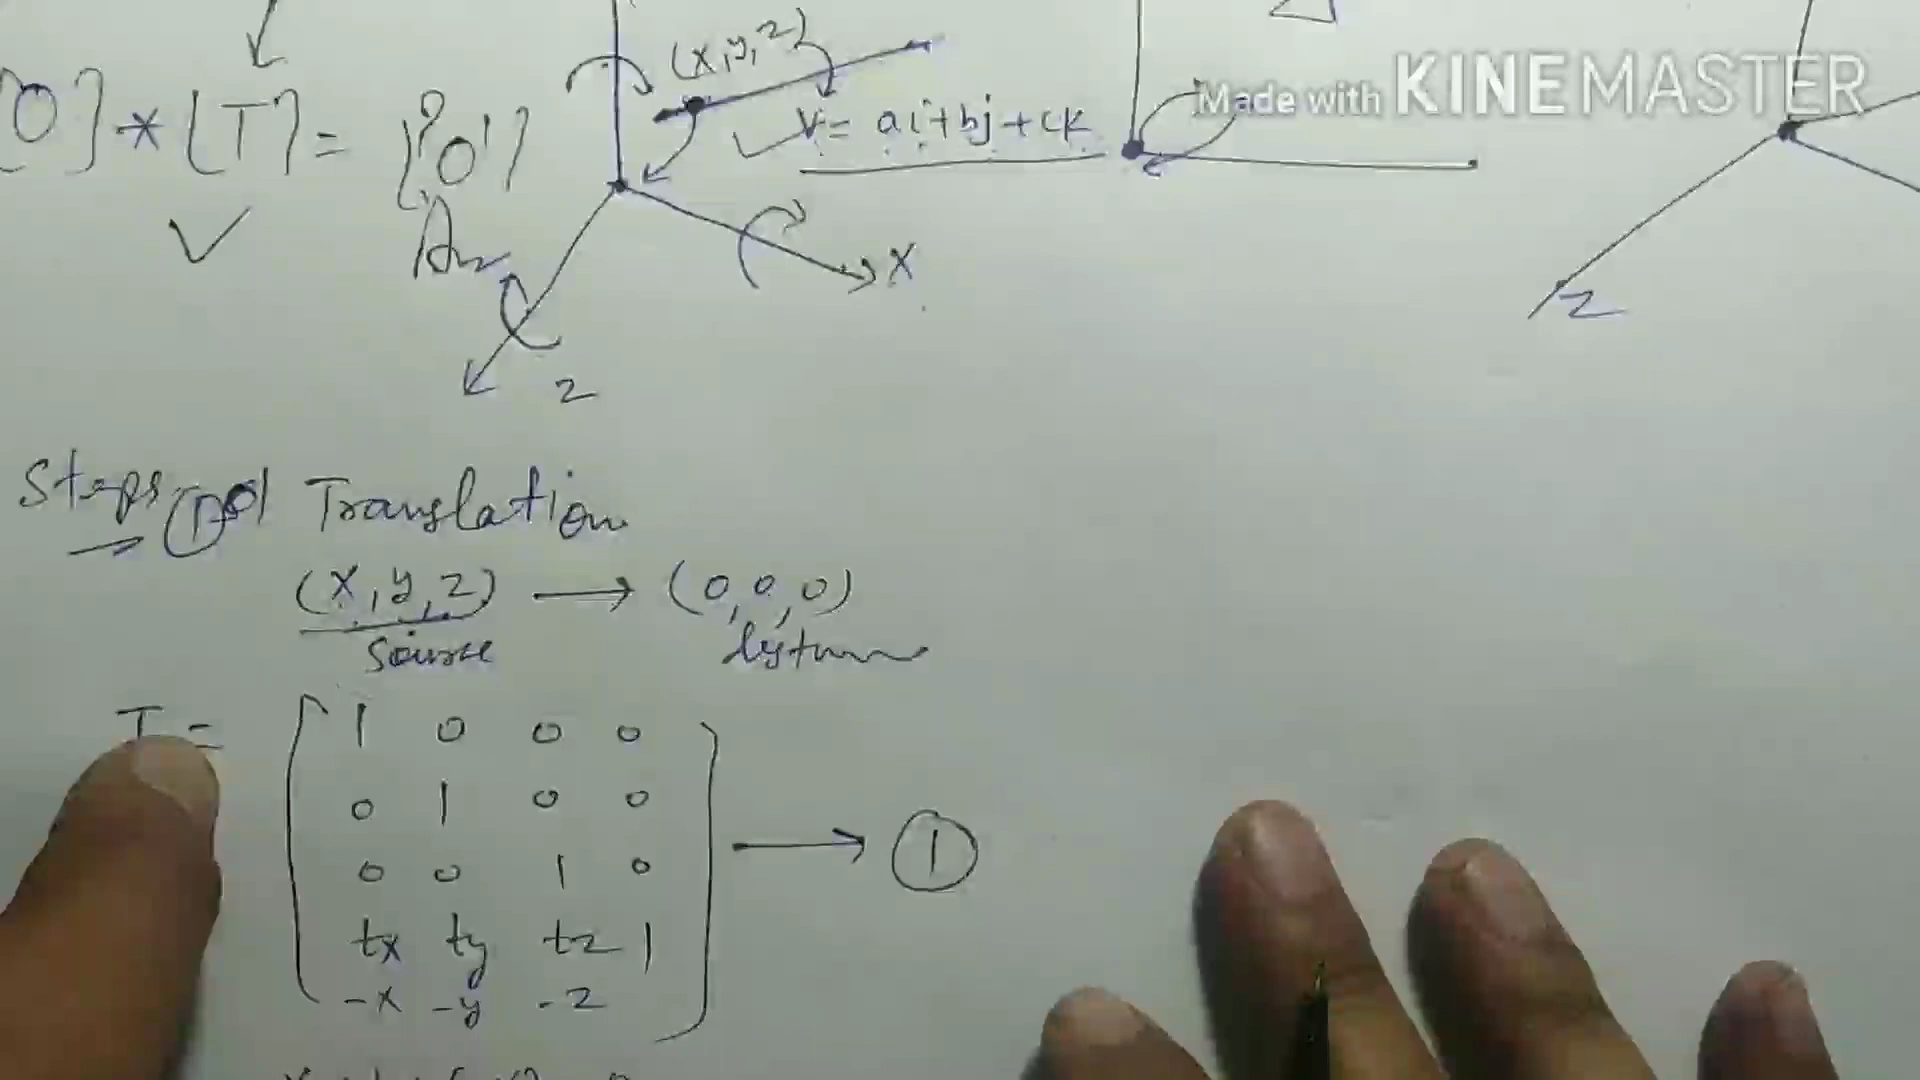 (x,y,z)
Made with KINEMASTER
[O] * [T] = [O']
V = ai+bj+ck
Ans
X
z
z
Steps ① Translation
(x,y,z) → (0,0,0)
source
T =
1 0 0 0
0 1 0 0
0 0 1 0
tx ty tz 1
-x -y -z
→ ①